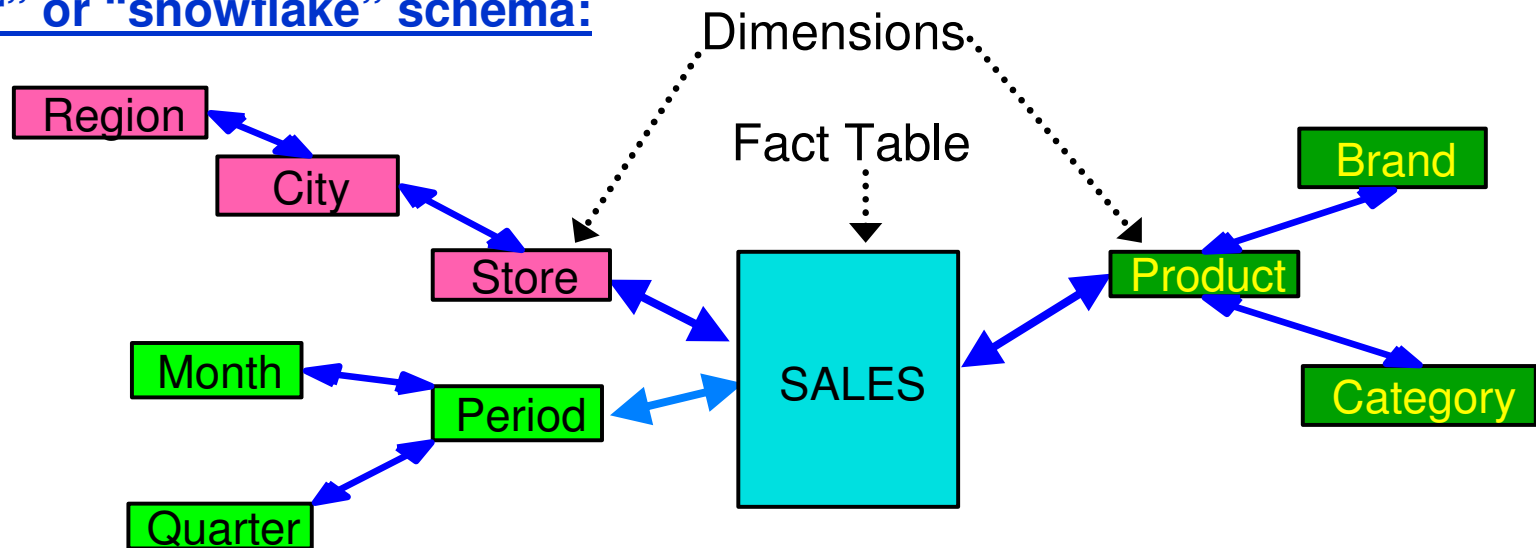 ” or “snowflake” schema:
Dimensions
Region
Fact Table
Brand
City
Store
Product
Month
SALES
Period
Category
Quarter